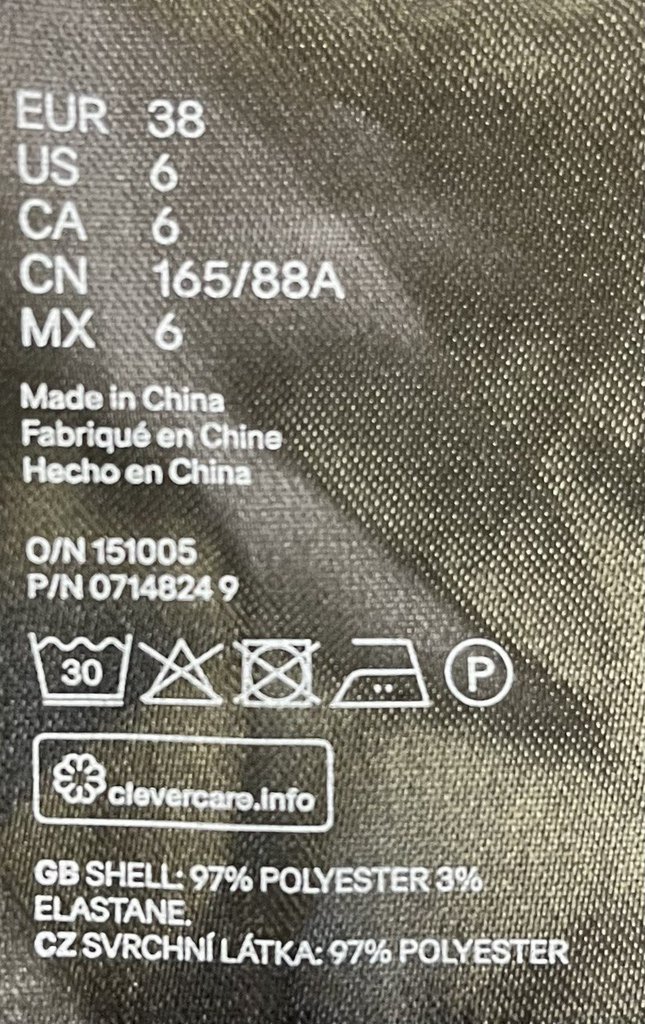 EUR 38
US 6
CA 6
CN 165/88A
MX 6
Made in China
Fabriqué en Chine
Hecho en China
O/N 151005
P/N 0714824 9
30 P
clevercare.info
GB SHELL: 97% POLYESTER 3%
ELASTANE.
CZ SVRCHNÍ LÁTKA: 97% POLYESTER